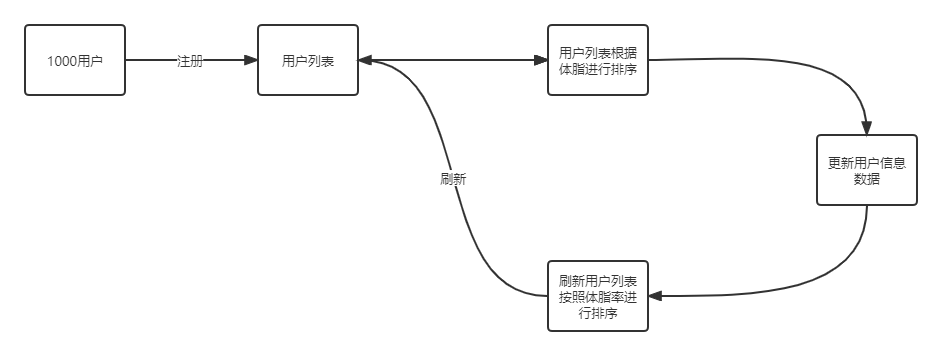 1000用户
注册
用户列表
用户列表根据
体脂进行排序
更新用户信息
数据
刷新
刷新用户列表
按照体脂率进
行排序